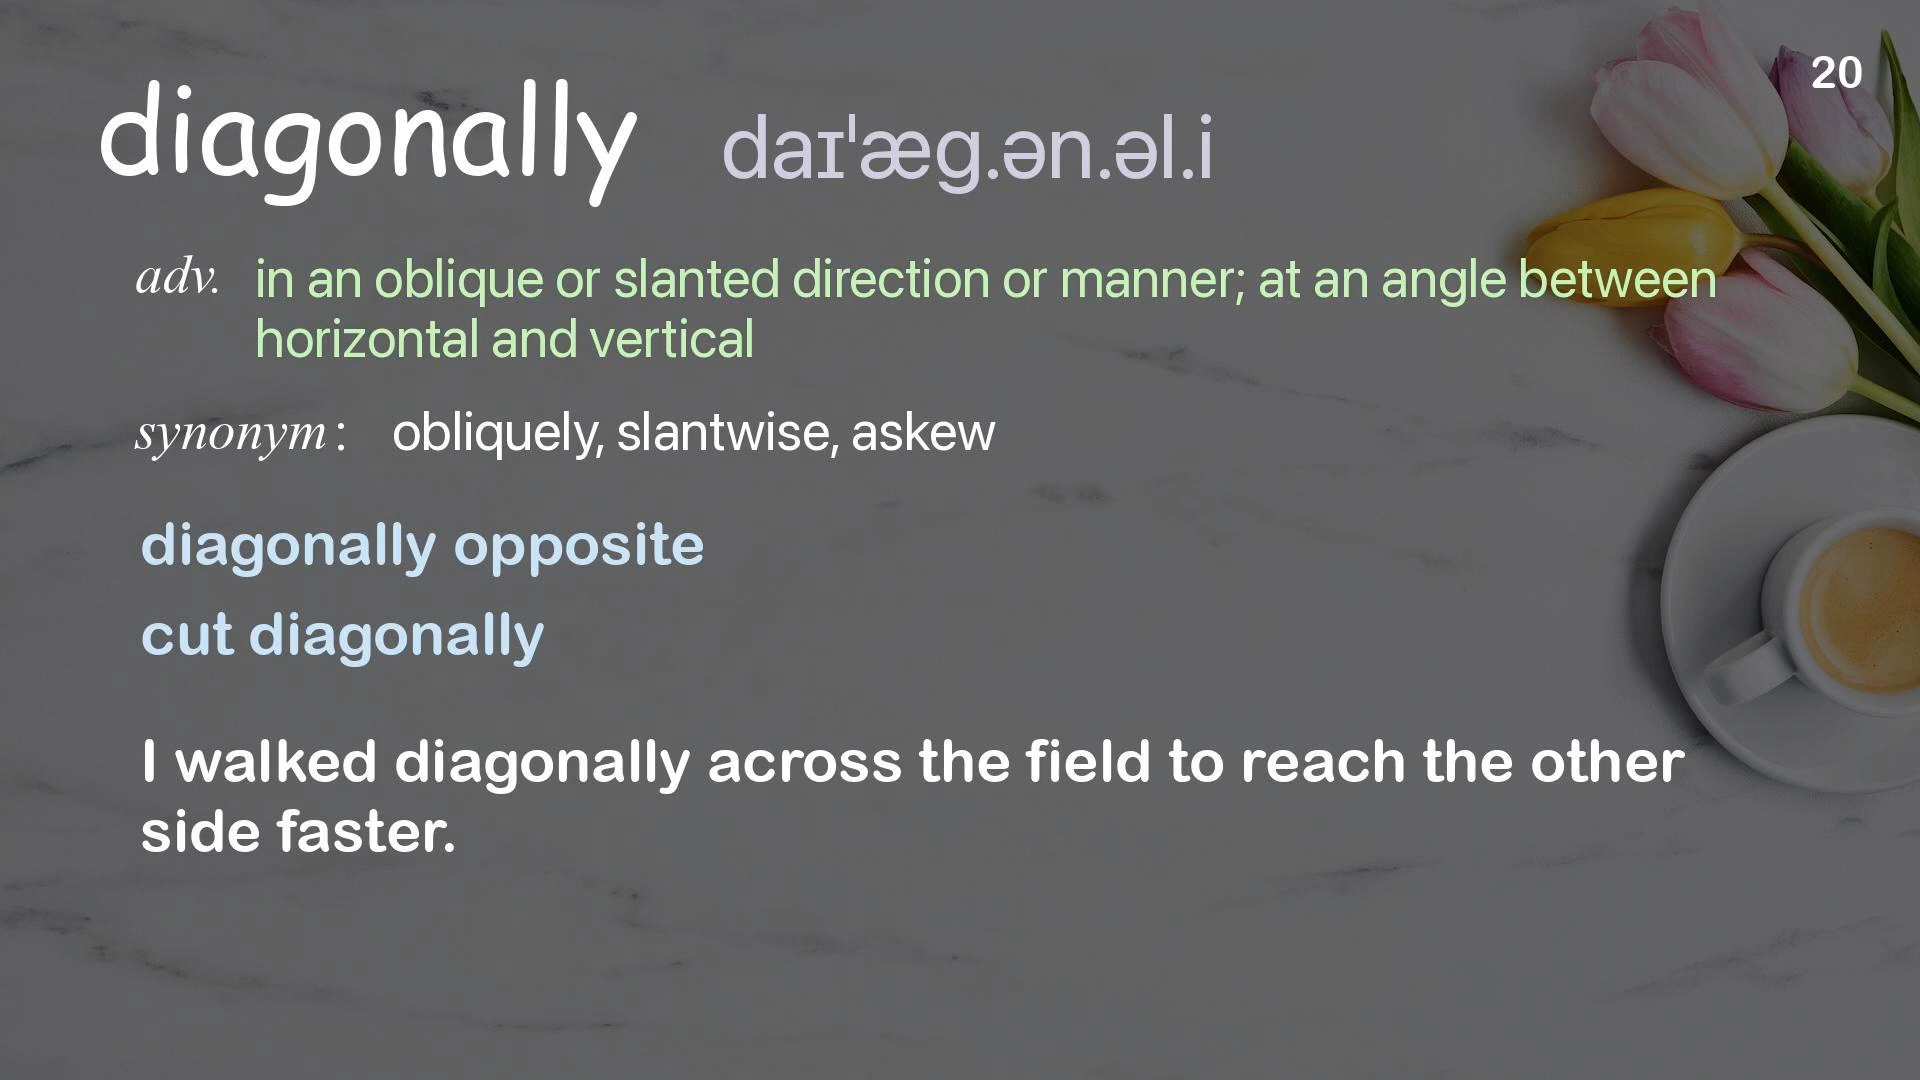 20
diagonally daɪˈæg.ən.əl.i
adv. in an oblique or slanted direction or manner; at an angle between
horizontal and vertical
synonym: obliquely, slantwise, askew
diagonally opposite
cut diagonally
I walked diagonally across the field to reach the other
side faster.